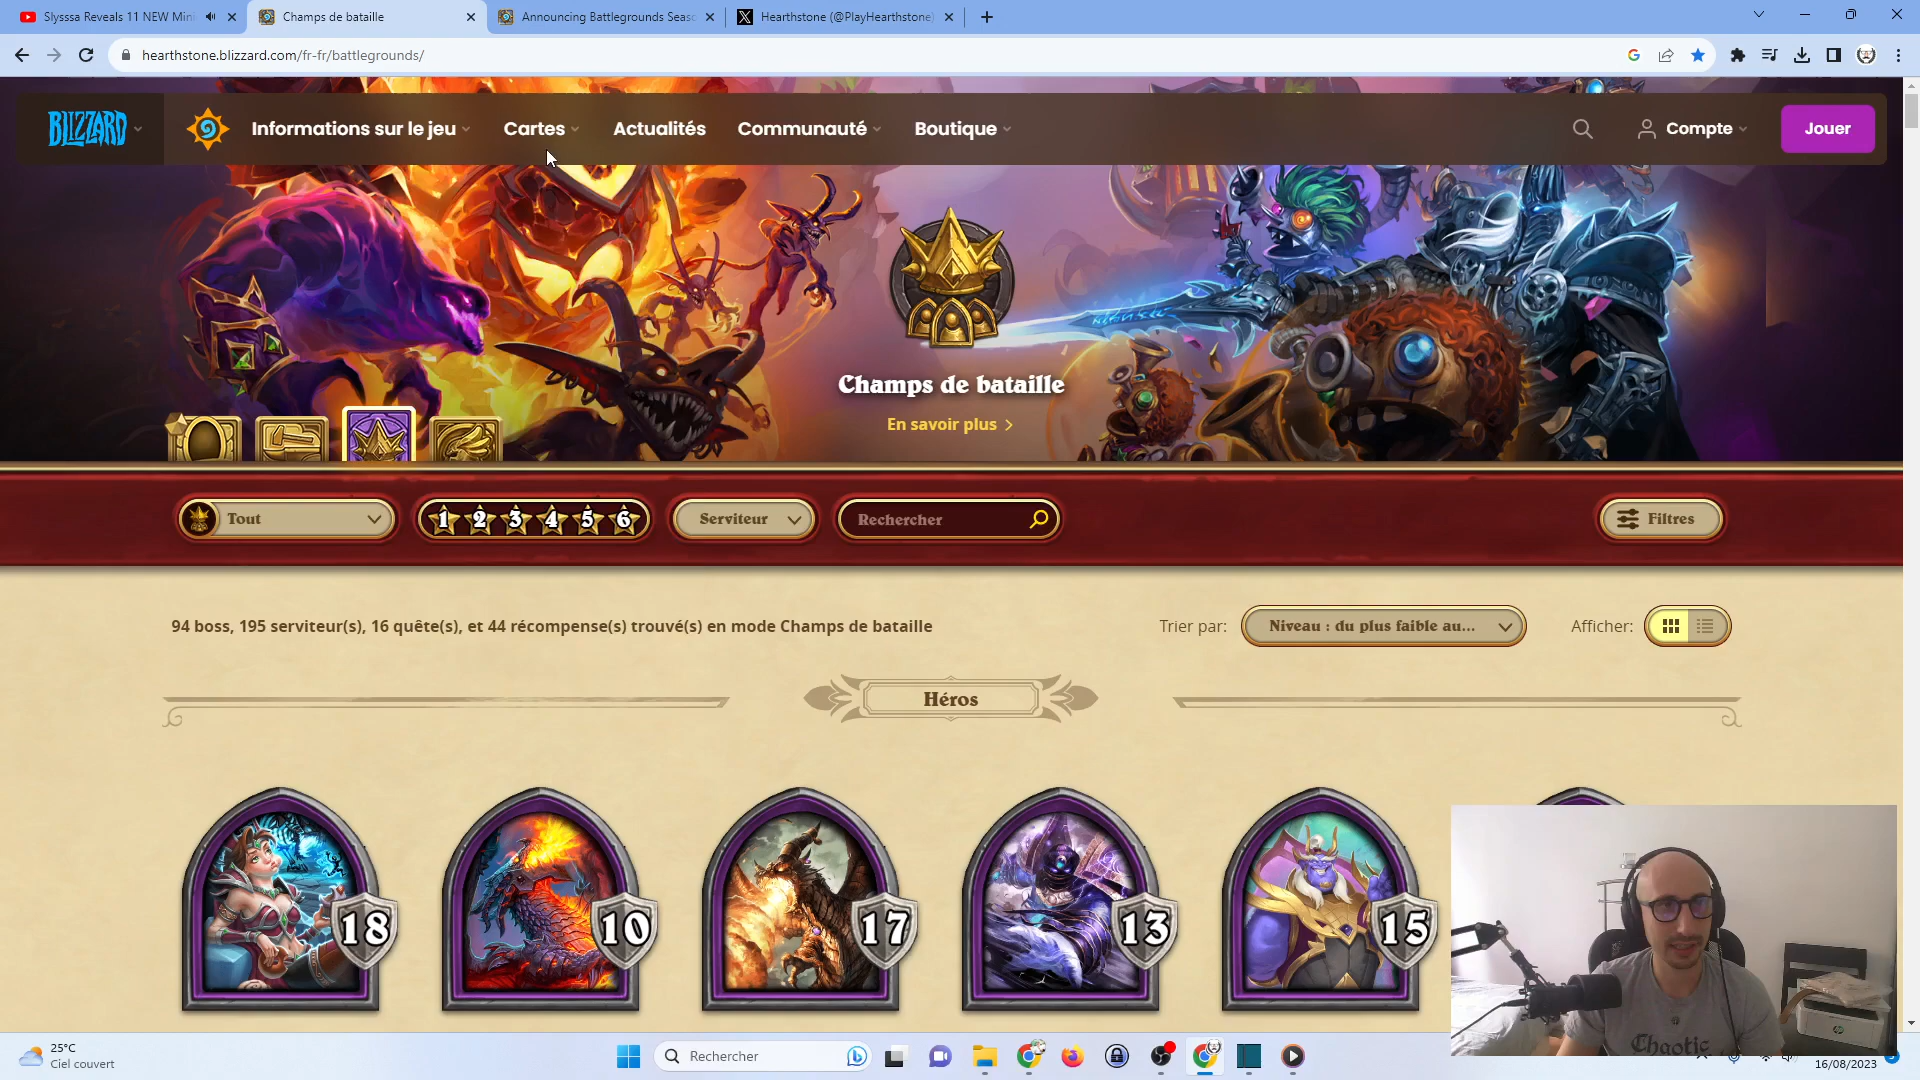 Slysssa Reveals 11 NEW Mini
Champs de bataille
Announcing Battlegrounds Seas
Hearthstone (@PlayHearthstone)
hearthstone.blizzard.com/fr-fr/battlegrounds/
BLIZZARD
Informations sur le jeu
Cartes
Actualités
Communauté
Boutique
Compte
Jouer
Champs de bataille
En savoir plus >
Tout
1 2 3 4 5 6
Serviteur
Rechercher
Filtres
94 boss, 195 serviteur(s), 16 quête(s), et 44 récompense(s) trouvé(s) en mode Champs de bataille
Trier par:
Niveau : du plus faible au...
Afficher:
Héros
18
10
17
13
15
Chaotic
25°C
Ciel couvert
Rechercher
16/08/2023